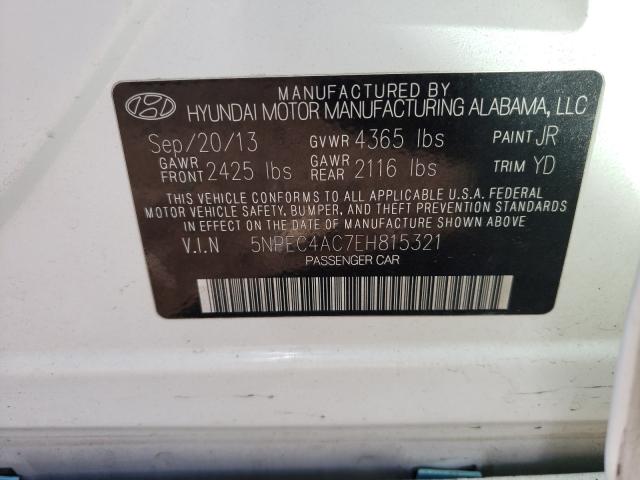 MANUFACTURED BY
HYUNDAI MOTOR MANUFACTURING ALABAMA, LLC
Sep/20/13 GVWR 4365 lbs PAINT JR
GAWR FRONT 2425 lbs GAWR REAR 2116 lbs TRIM YD
THIS VEHICLE CONFORMS TO ALL APPLICABLE U.S.A. FEDERAL
MOTOR VEHICLE SAFETY, BUMPER, AND THEFT PREVENTION STANDARDS
IN EFFECT ON THE DATE OF MANUFACTURE SHOWN ABOVE.
V.I.N 5NPEC4AC7EH815321
PASSENGER CAR